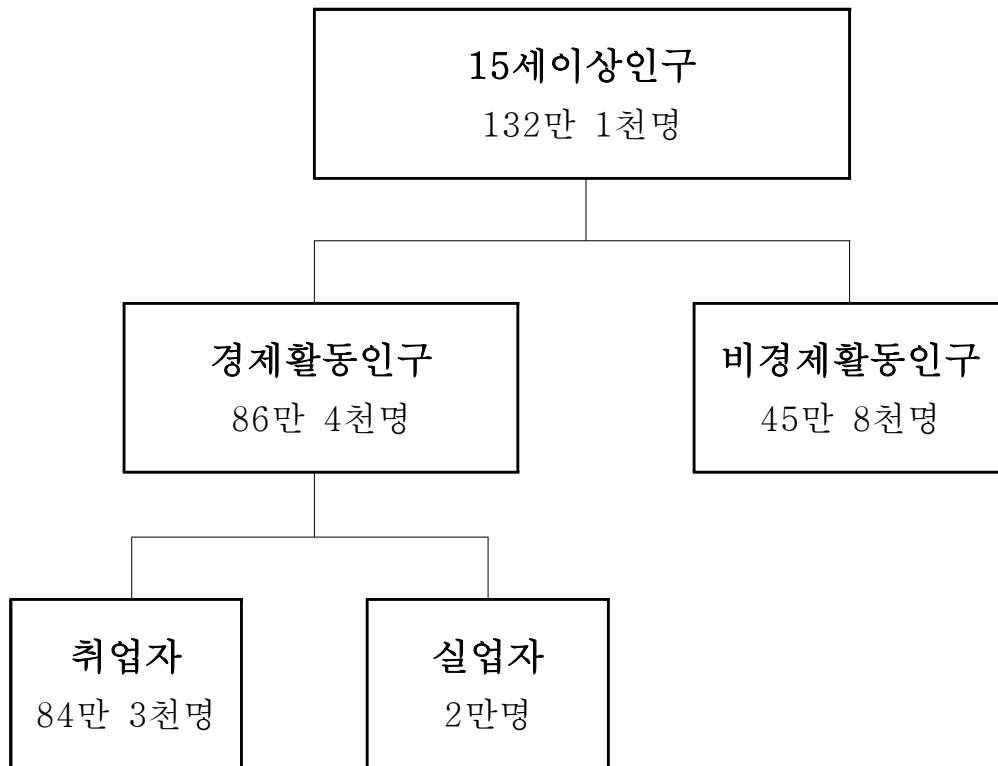 15세이상인구
132만 1천명
경제활동인구
86만 4천명
비경제활동인구
45만 8천명
취업자
84만 3천명
실업자
2만명